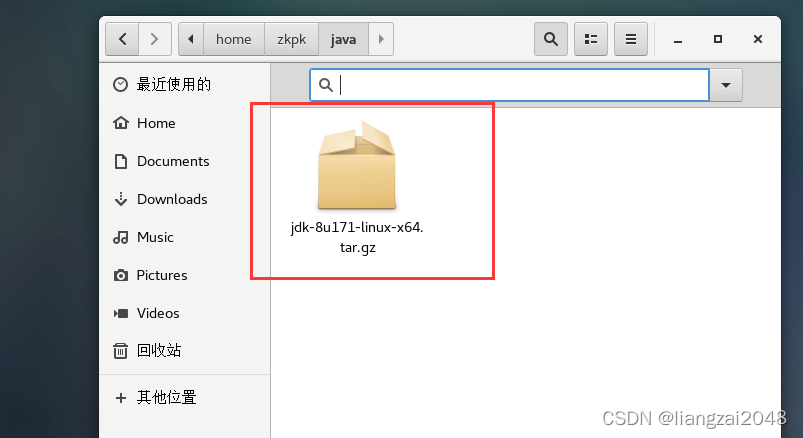 home zkpk java
最近使用的
Home
Documents
Downloads
Music
Pictures
Videos
回收站
其他位置
jdk-8u171-linux-x64.
tar.gz
CSDN @liangzai2048